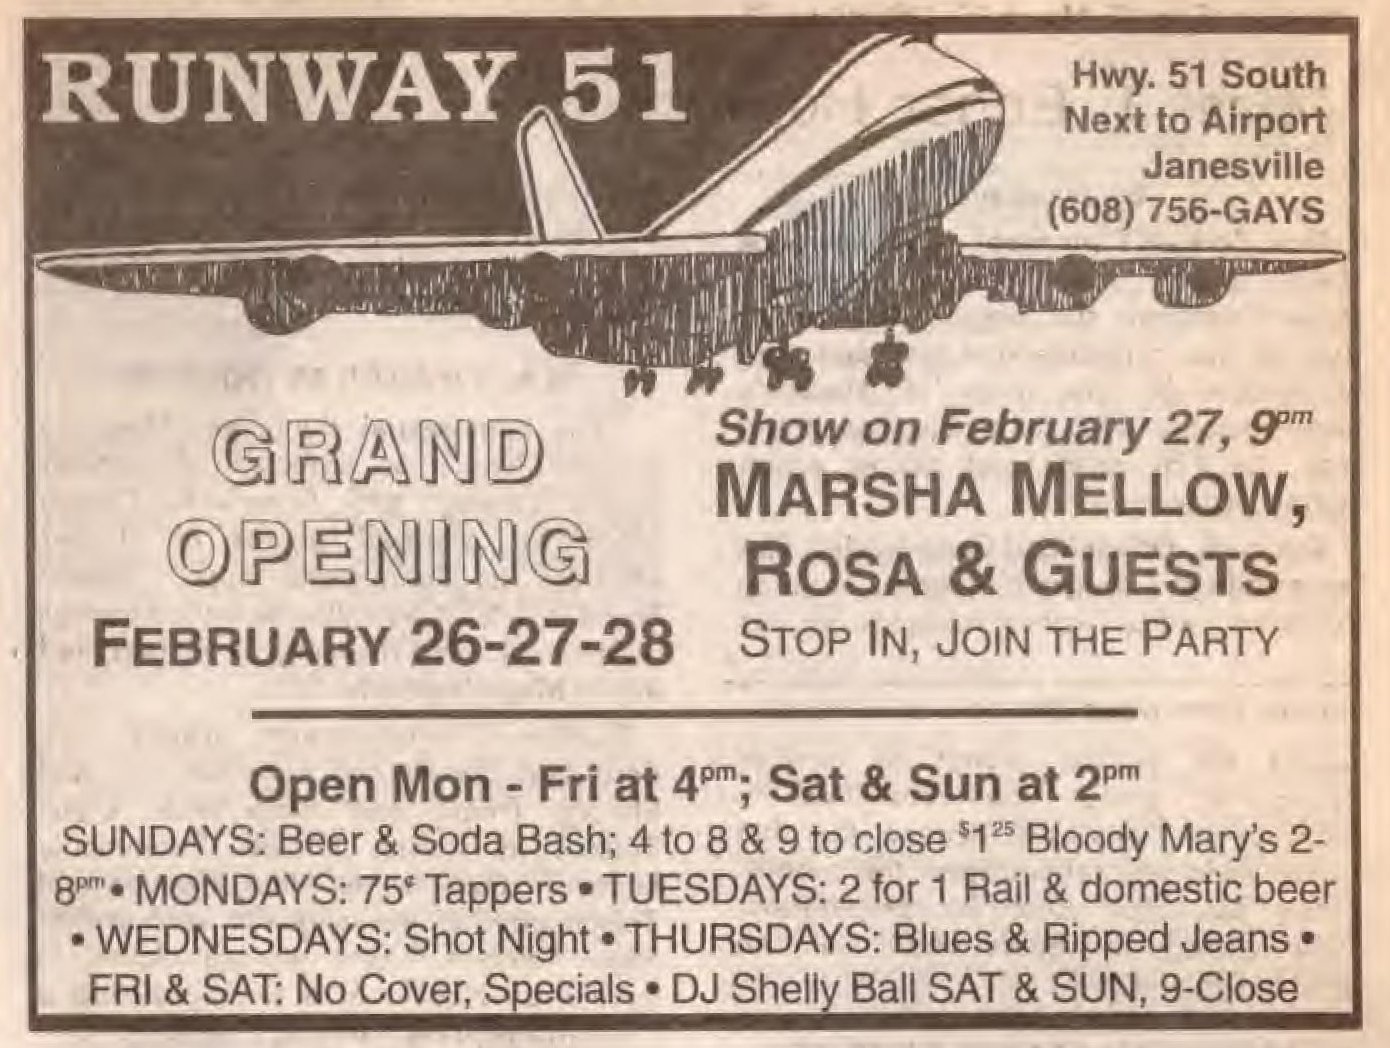 RUNWAY 51
Hwy. 51 South
Next to Airport
Janesville
(608) 756-GAYS
GRAND
OPENING
FEBRUARY 26-27-28
Show on February 27, 9pm
MARSHA MELLOW,
ROSA & GUESTS
STOP IN, JOIN THE PARTY
Open Mon - Fri at 4pm; Sat & Sun at 2pm
SUNDAYS: Beer & Soda Bash; 4 to 8 & 9 to close $125 Bloody Mary's 2-
8pm • MONDAYS: 75¢ Tappers • TUESDAYS: 2 for 1 Rail & domestic beer
• WEDNESDAYS: Shot Night • THURSDAYS: Blues & Ripped Jeans •
FRI & SAT: No Cover, Specials • DJ Shelly Ball SAT & SUN, 9-Close